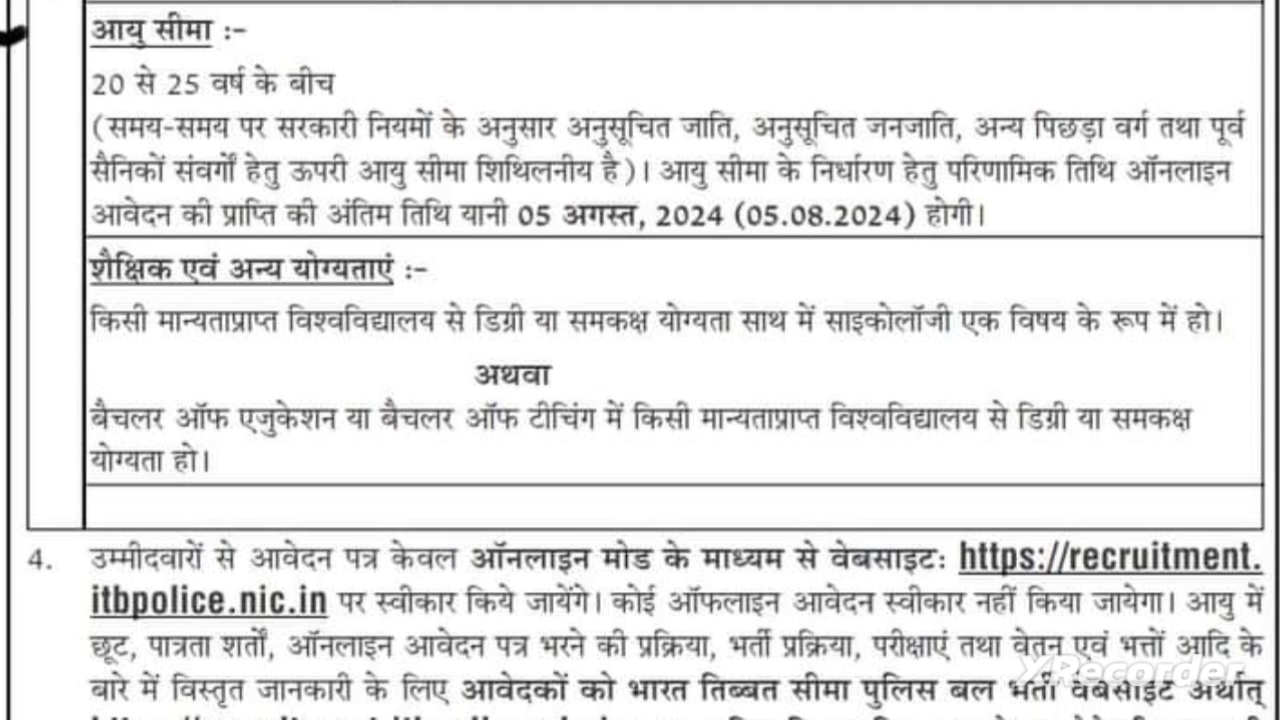 आयु सीमा :-
20 से 25 वर्ष के बीच
(समय-समय पर सरकारी नियमों के अनुसार अनुसूचित जाति, अनुसूचित जनजाति, अन्य पिछड़ा वर्ग तथा पूर्व
सैनिकों संवर्गों हेतु ऊपरी आयु सीमा शिथिलनीय है)। आयु सीमा के निर्धारण हेतु परिणामिक तिथि ऑनलाइन
आवेदन की प्राप्ति की अंतिम तिथि यानी 05 अगस्त, 2024 (05.08.2024) होगी।
शैक्षिक एवं अन्य योग्यताएं :-
किसी मान्यताप्राप्त विश्वविद्यालय से डिग्री या समकक्ष योग्यता साथ में साइकोलॉजी एक विषय के रूप में हो।
अथवा
बैचलर ऑफ एजुकेशन या बैचलर ऑफ टीचिंग में किसी मान्यताप्राप्त विश्वविद्यालय से डिग्री या समकक्ष
योग्यता हो।
4. उम्मीदवारों से आवेदन पत्र केवल ऑनलाइन मोड के माध्यम से वेबसाइट: https://recruitment.
itbpolice.nic.in पर स्वीकार किये जायेंगे। कोई ऑफलाइन आवेदन स्वीकार नहीं किया जायेगा। आयु में
छूट, पात्रता शर्तों, ऑनलाइन आवेदन पत्र भरने की प्रक्रिया, भर्ती प्रक्रिया, परीक्षाएं तथा वेतन एवं भत्तों आदि के
बारे में विस्तृत जानकारी के लिए आवेदकों को भारत तिब्बत सीमा पुलिस बल भर्ती वेबसाइट अर्थात्
XRecorder